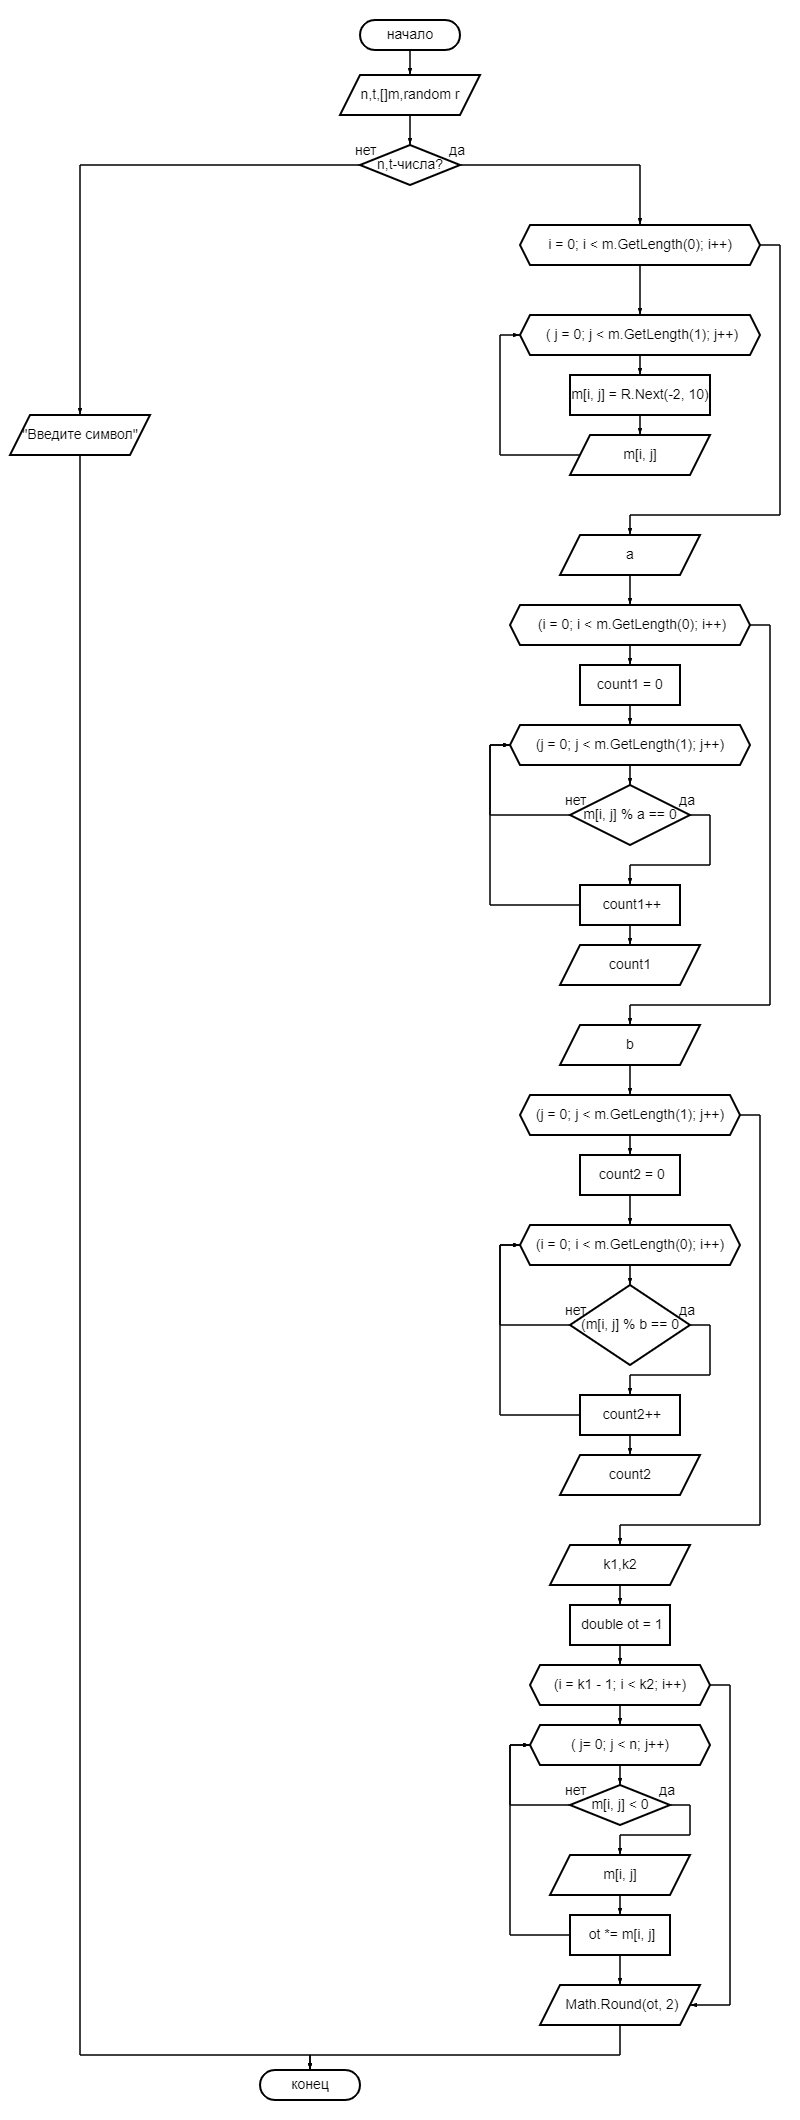 начало
n,t,[]m,random r
нет
да
n,t-числа?
i = 0; i < m.GetLength(0); i++)
( j = 0; j < m.GetLength(1); j++)
m[i, j] = R.Next(-2, 10)
"Введите символ"
m[i, j]
a
(i = 0; i < m.GetLength(0); i++)
count1 = 0
(j = 0; j < m.GetLength(1); j++)
нет
да
m[i, j] % a == 0
count1++
count1
b
(j = 0; j < m.GetLength(1); j++)
count2 = 0
(i = 0; i < m.GetLength(0); i++)
нет
да
(m[i, j] % b == 0
count2++
count2
k1,k2
double ot = 1
(i = k1 - 1; i < k2; i++)
( j= 0; j < n; j++)
нет
да
m[i, j] < 0
m[i, j]
ot *= m[i, j]
Math.Round(ot, 2)
конец